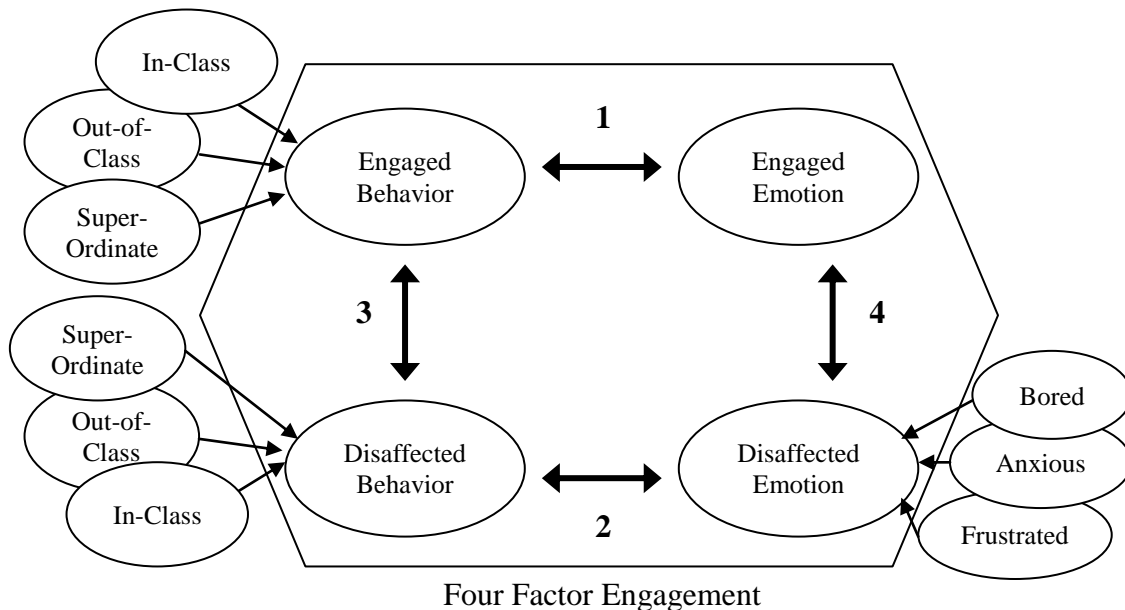 In-Class
Out-of-
Class
Super-
Ordinate
1
Engaged
Behavior
Engaged
Emotion
3
4
Super-
Ordinate
Out-of-
Class
In-Class
Disaffected
Behavior
2
Disaffected
Emotion
Bored
Anxious
Frustrated
Four Factor Engagement